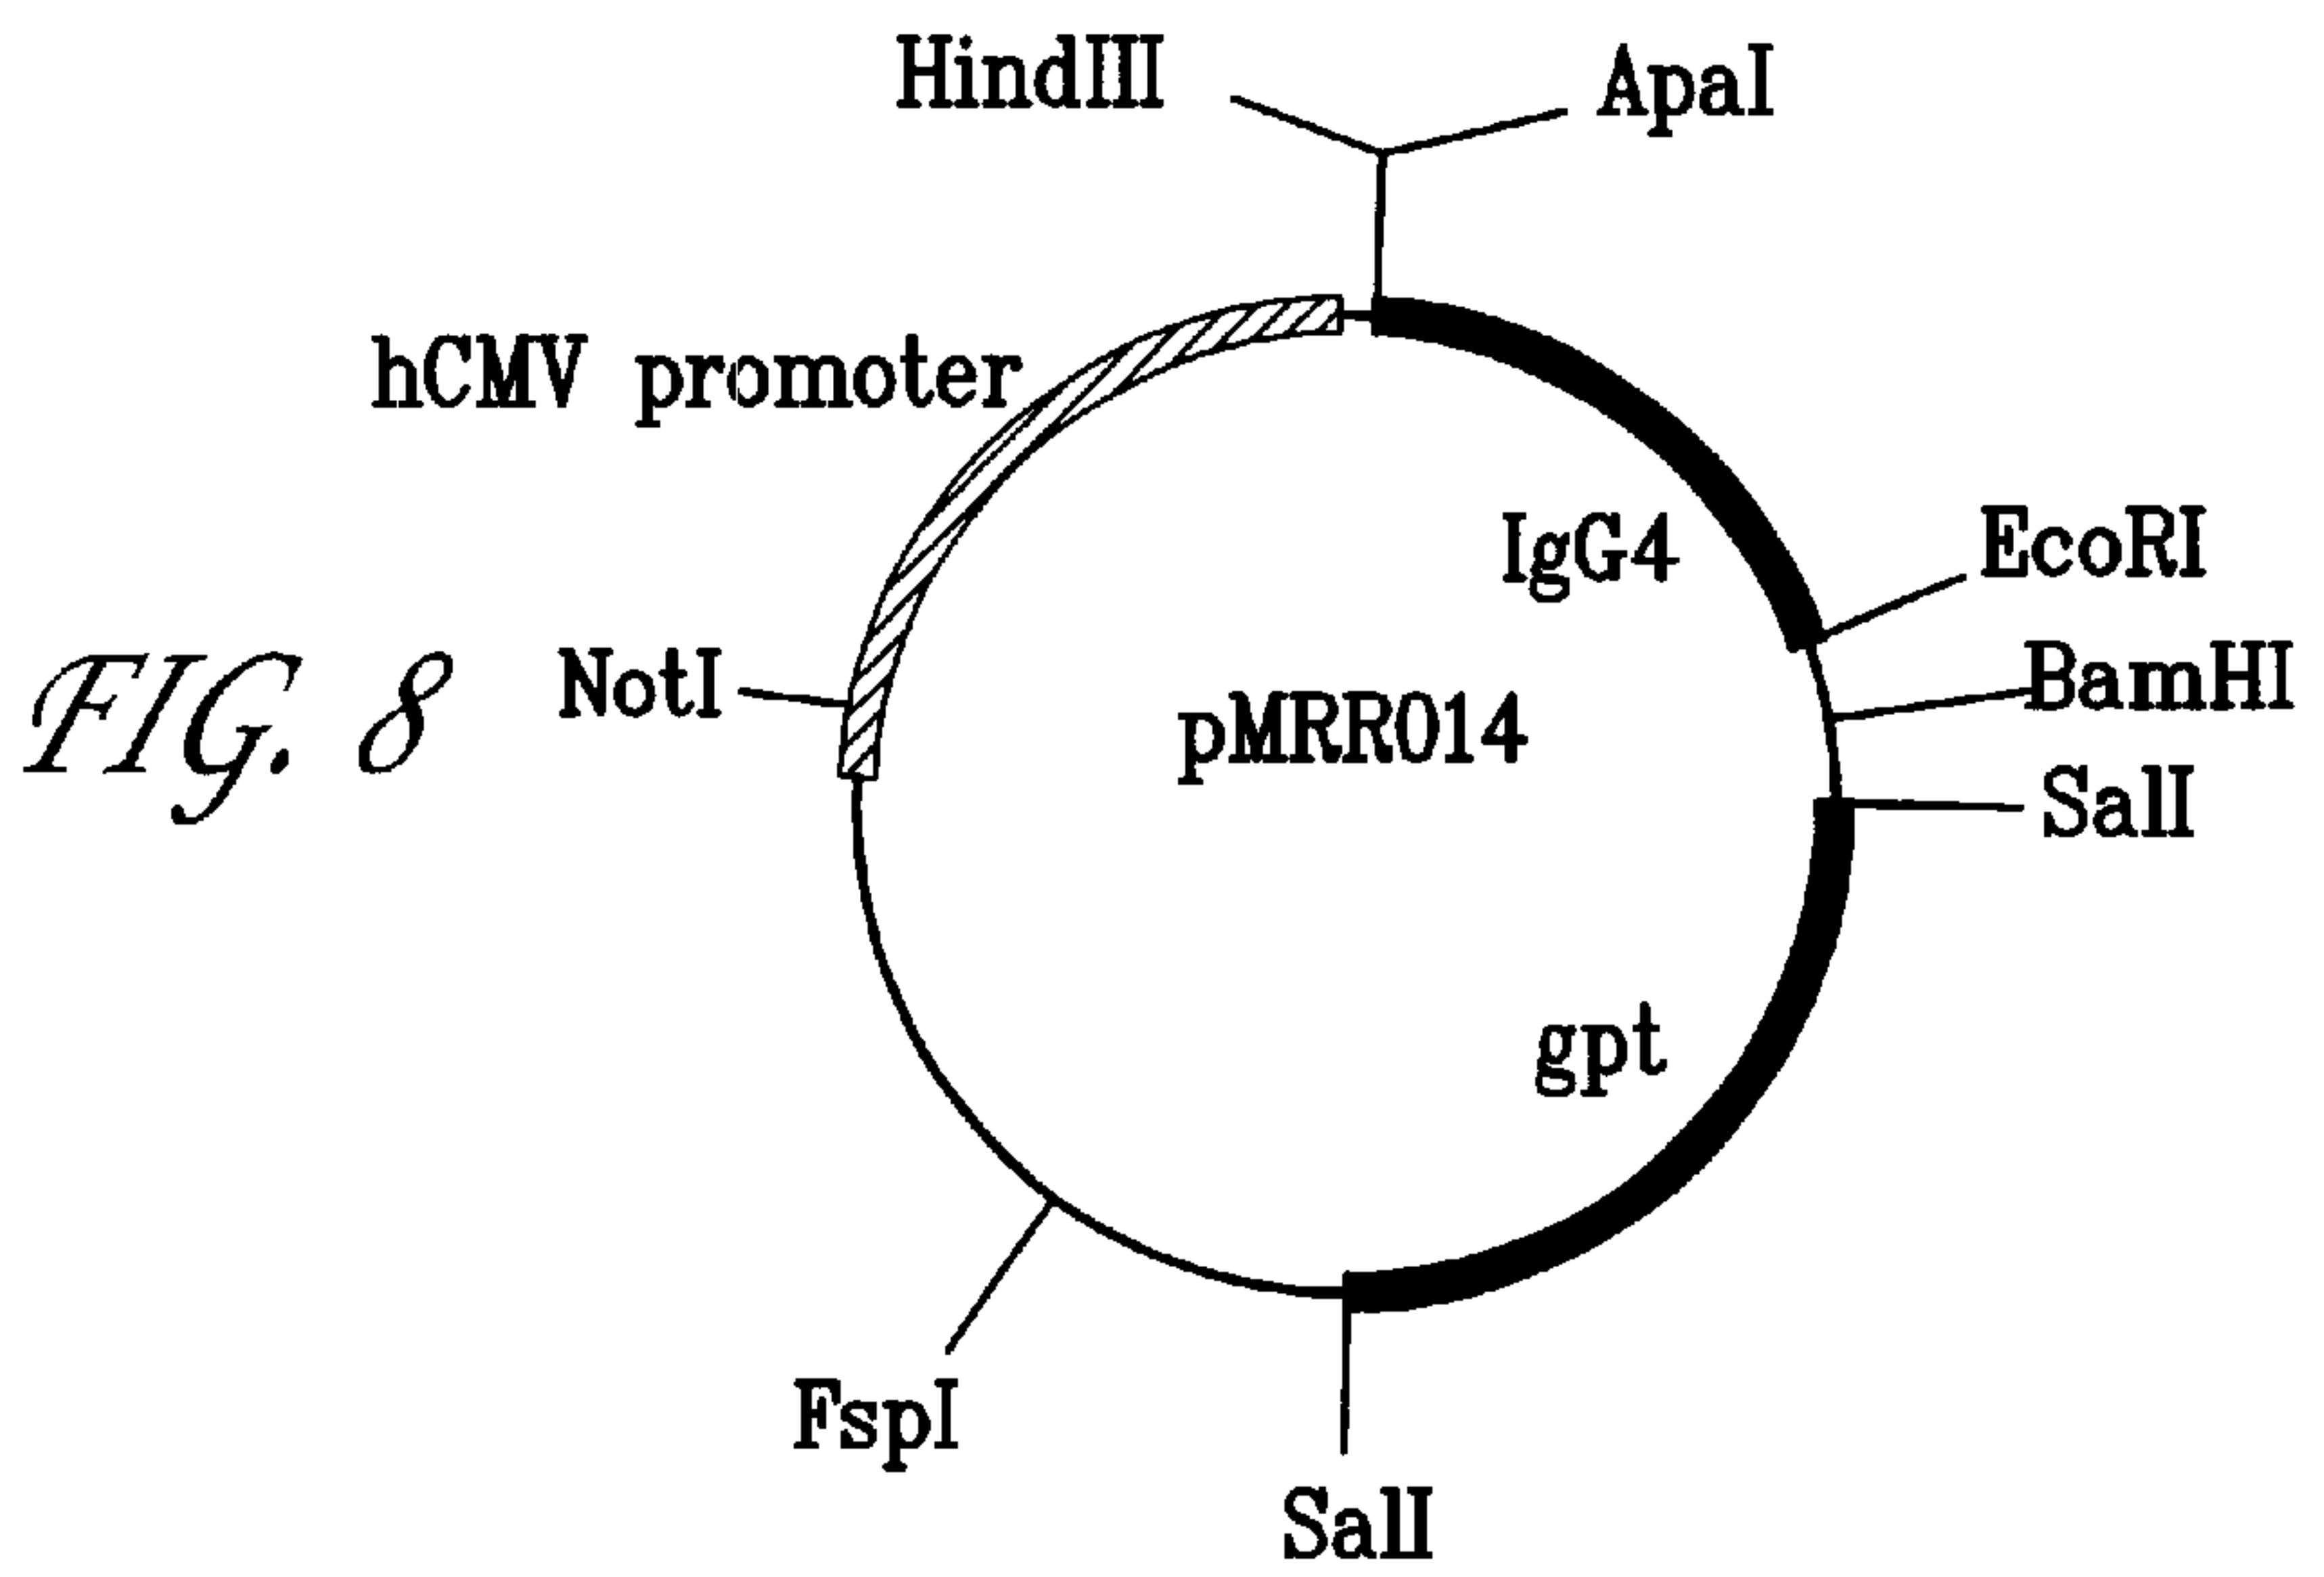 HindIII
ApaI
hCMV promoter
IgG4
EcoRI
FIG. 8
NotI
pMRR014
BamHI
SalI
gpt
FspI
SalI